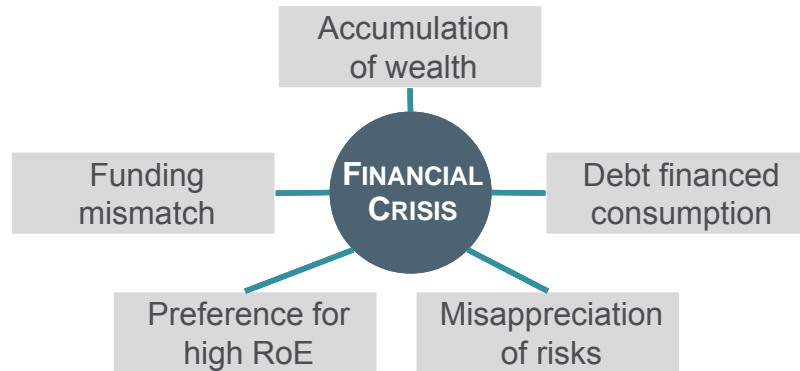 Accumulation
of wealth
Funding
mismatch
FINANCIAL
CRISIS
Debt financed
consumption
Preference for
high RoE
Misappreciation
of risks